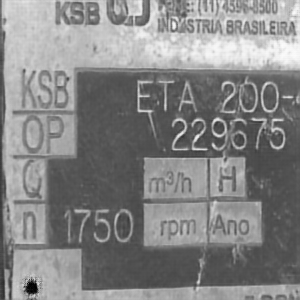 KSB
Fone: (11) 4596-8500
INDÚSTRIA BRASILEIRA
KSB ETA 200-
OP 229675
Q m³/h H
n 1750 rpm Ano